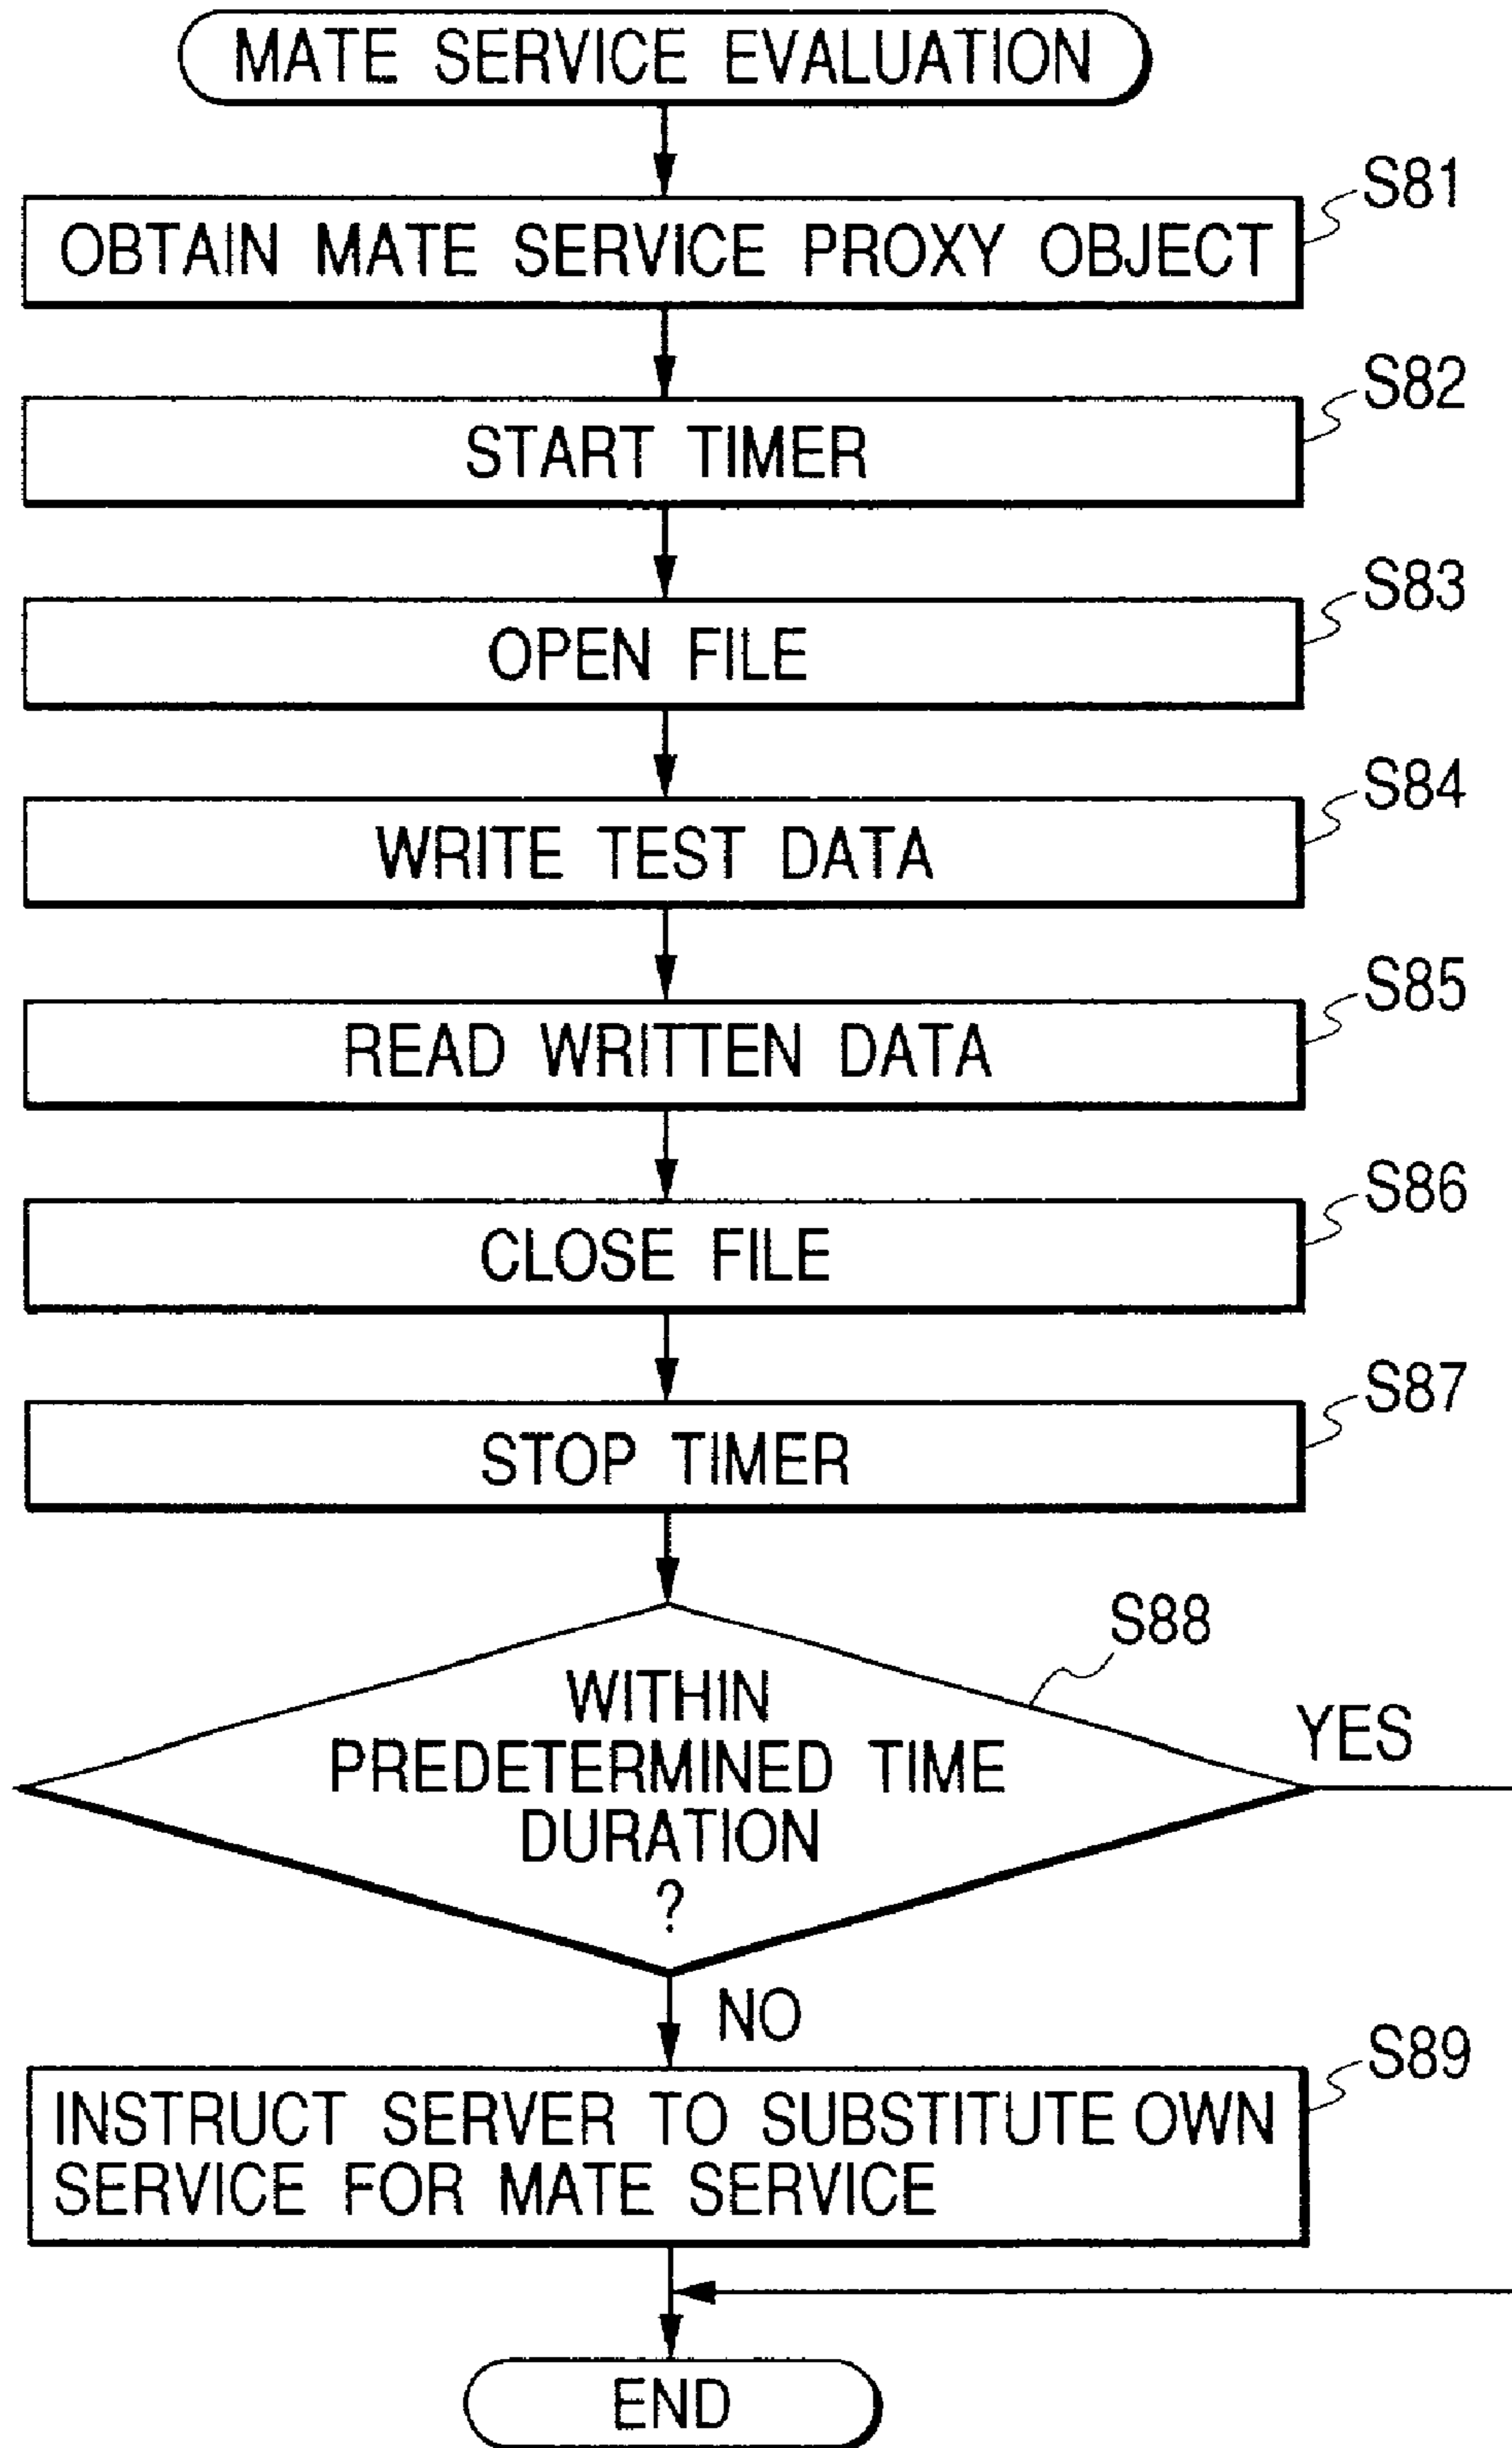 MATE SERVICE EVALUATION
S81
OBTAIN MATE SERVICE PROXY OBJECT
S82
START TIMER
S83
OPEN FILE
S84
WRITE TEST DATA
S85
READ WRITTEN DATA
S86
CLOSE FILE
S87
STOP TIMER
S88
WITHIN
PREDETERMINED TIME
DURATION
?
YES
NO
S89
INSTRUCT SERVER TO SUBSTITUTE OWN
SERVICE FOR MATE SERVICE
END